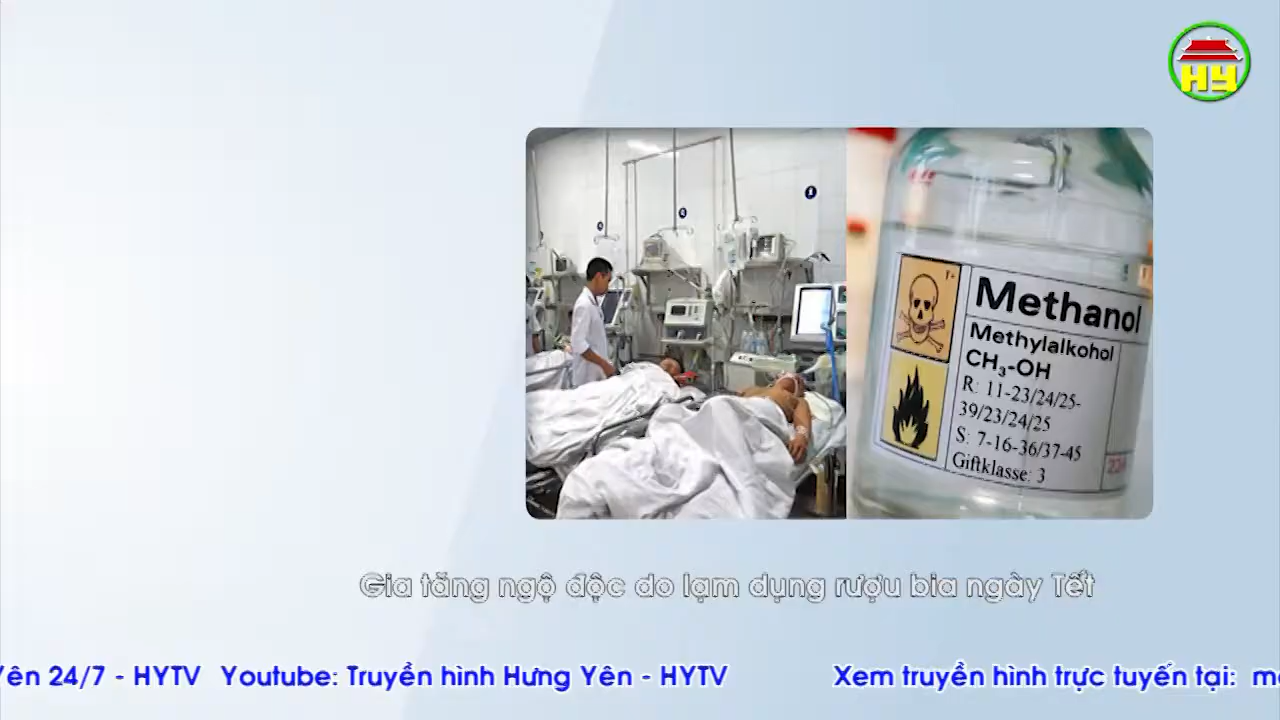 HY
Methanol
Methylalkohol
CH₃-OH
R: 11-23/24/25-
39/23/24/25
S: 7-16-36/37-45
Giftklasse: 3
Gia tăng ngộ độc do lạm dụng rượu bia ngày Tết
Yên 24/7 - HYTV Youtube: Truyền hình Hưng Yên - HYTV Xem truyền hình trực tuyến tại: